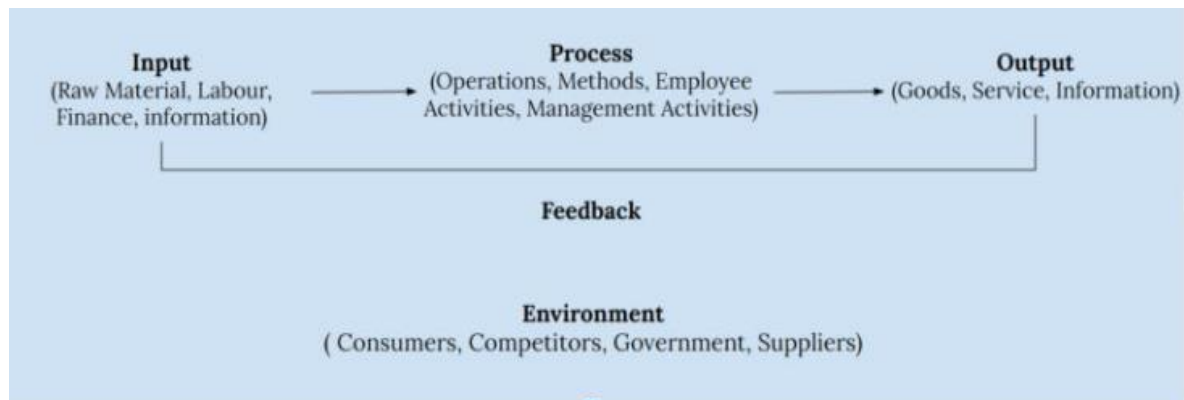 Input
(Raw Material, Labour,
Finance, information)
Process
(Operations, Methods, Employee
Activities, Management Activities)
Output
(Goods, Service, Information)
Feedback
Environment
( Consumers, Competitors, Government, Suppliers)